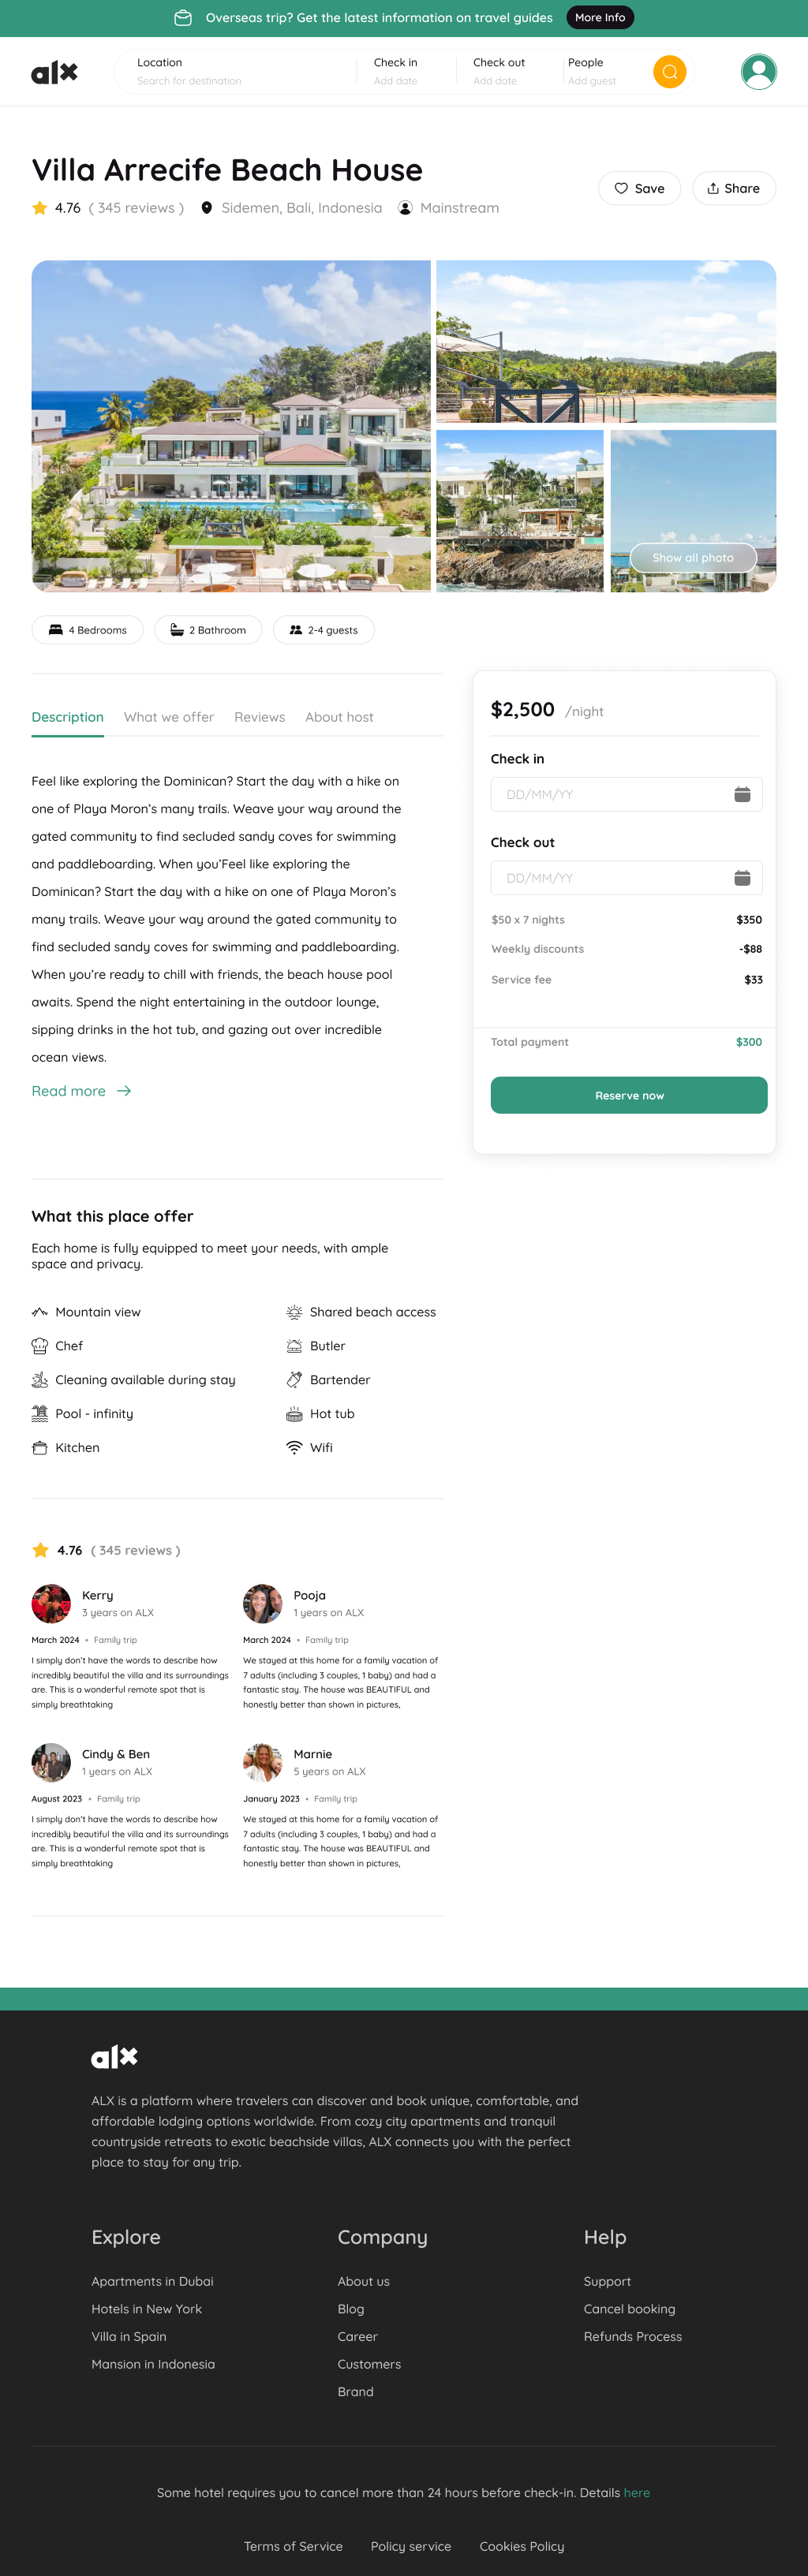 Overseas trip? Get the latest information on travel guides More Info
alx
Location
Search for destination
Check in
Add date
Check out
Add date
People
Add guest
Villa Arrecife Beach House
4.76 ( 345 reviews ) Sidemen, Bali, Indonesia Mainstream
Save Share
Show all photo
4 Bedrooms 2 Bathroom 2-4 guests
Description What we offer Reviews About host
Feel like exploring the Dominican? Start the day with a hike on
one of Playa Moron’s many trails. Weave your way around the
gated community to find secluded sandy coves for swimming
and paddleboarding. When you’Feel like exploring the
Dominican? Start the day with a hike on one of Playa Moron’s
many trails. Weave your way around the gated community to
find secluded sandy coves for swimming and paddleboarding.
When you’re ready to chill with friends, the beach house pool
awaits. Spend the night entertaining in the outdoor lounge,
sipping drinks in the hot tub, and gazing out over incredible
ocean views.
Read more
$2,500 /night
Check in
DD/MM/YY
Check out
DD/MM/YY
$50 x 7 nights $350
Weekly discounts -$88
Service fee $33
Total payment $300
Reserve now
What this place offer
Each home is fully equipped to meet your needs, with ample
space and privacy.
Mountain view Shared beach access
Chef Butler
Cleaning available during stay Bartender
Pool - infinity Hot tub
Kitchen Wifi
4.76 ( 345 reviews )
Kerry
3 years on ALX
March 2024 • Family trip
I simply don’t have the words to describe how
incredibly beautiful the villa and its surroundings
are. This is a wonderful remote spot that is
simply breathtaking
Pooja
1 years on ALX
March 2024 • Family trip
We stayed at this home for a family vacation of
7 adults (including 3 couples, 1 baby) and had a
fantastic stay. The house was BEAUTIFUL and
honestly better than shown in pictures,
Cindy & Ben
1 years on ALX
August 2023 • Family trip
I simply don’t have the words to describe how
incredibly beautiful the villa and its surroundings
are. This is a wonderful remote spot that is
simply breathtaking
Marnie
5 years on ALX
January 2023 • Family trip
We stayed at this home for a family vacation of
7 adults (including 3 couples, 1 baby) and had a
fantastic stay. The house was BEAUTIFUL and
honestly better than shown in pictures,
alx
ALX is a platform where travelers can discover and book unique, comfortable, and
affordable lodging options worldwide. From cozy city apartments and tranquil
countryside retreats to exotic beachside villas, ALX connects you with the perfect
place to stay for any trip.
Explore
Apartments in Dubai
Hotels in New York
Villa in Spain
Mansion in Indonesia
Company
About us
Blog
Career
Customers
Brand
Help
Support
Cancel booking
Refunds Process
Some hotel requires you to cancel more than 24 hours before check-in. Details here
Terms of Service Policy service Cookies Policy